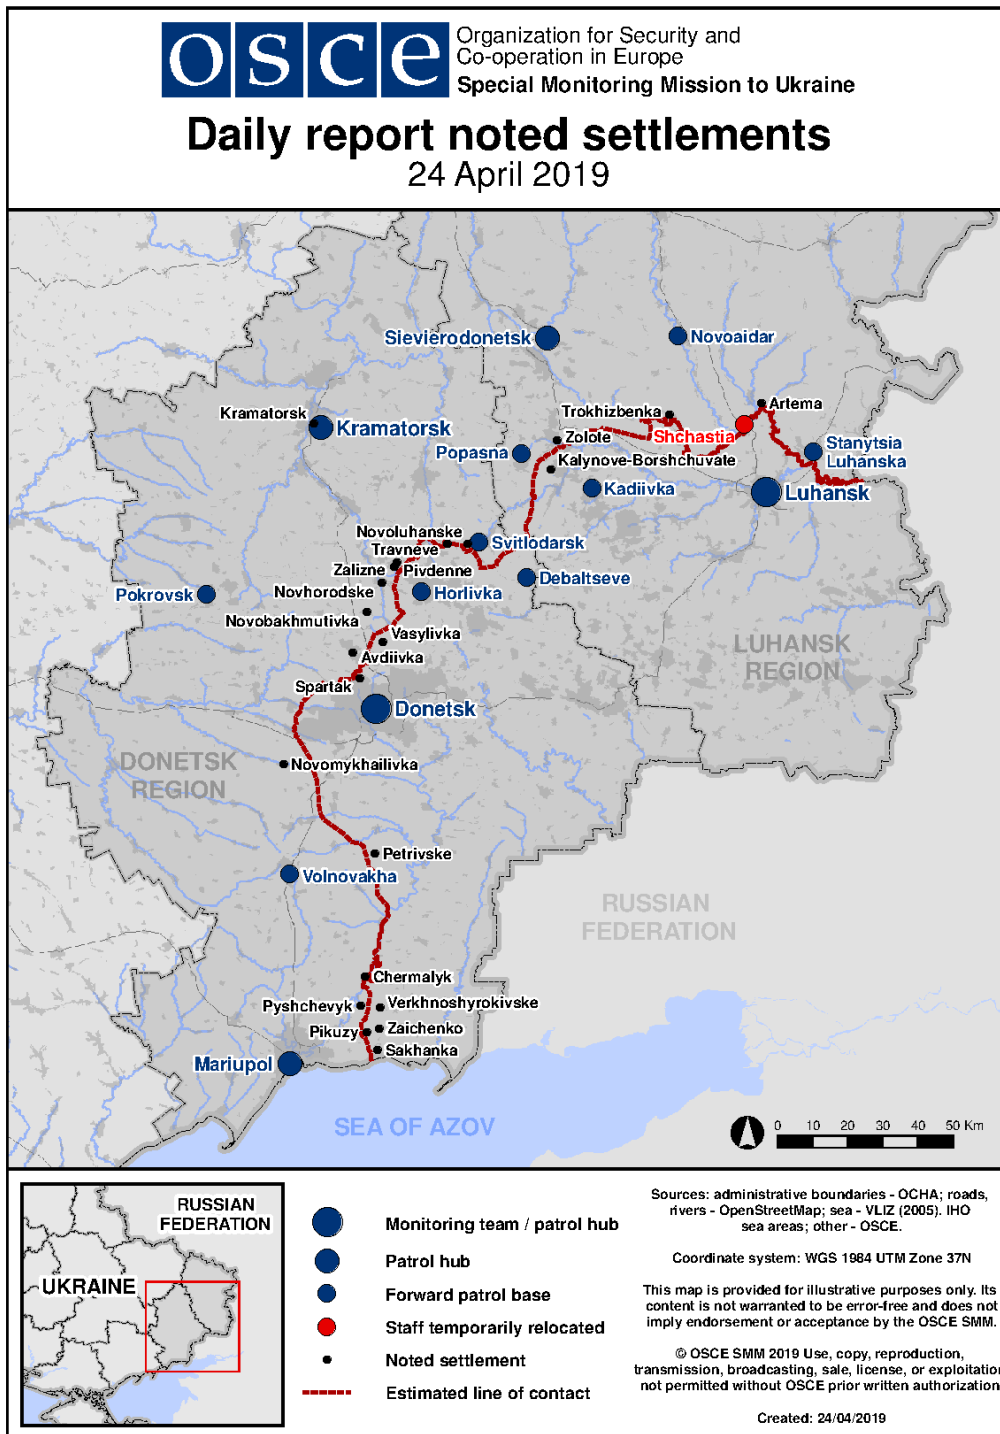 osce
Organization for Security and
Co-operation in Europe
Special Monitoring Mission to Ukraine
Daily report noted settlements
24 April 2019
Sievierodonetsk
Novoaidar
Kramatorsk
Kramatorsk
Trokhizbenka
Artema
Shchastia
Zolote
Popasna
Kalynove-Borshchuvate
Stanytsia
Luhanska
Kadiivka
Luhansk
Novoluhanske
Svitlodarsk
Travneve
Zalizne
Pivdenne
Debaltseve
Pokrovsk
Novhorodske
Horlivka
Novobakhmutivka
Vasylivka
Avdiivka
LUHANSK
REGION
Spartak
Donetsk
DONETSK
REGION
Novomykhailivka
Petrivske
Volnovakha
RUSSIAN
FEDERATION
Chermalyk
Pyshchevyk
Verkhnoshyrokivske
Pikuzy
Zaichenko
Sakhanka
Mariupol
SEA OF AZOV
0 10 20 30 40 50 Km
RUSSIAN
FEDERATION
UKRAINE
Monitoring team / patrol hub
Patrol hub
Forward patrol base
Staff temporarily relocated
Noted settlement
Estimated line of contact
Sources: administrative boundaries - OCHA; roads,
rivers - OpenStreetMap; sea - VLIZ (2005). IHO
sea areas; other - OSCE.
Coordinate system: WGS 1984 UTM Zone 37N
This map is provided for illustrative purposes only. Its
content is not warranted to be error-free and does not
imply endorsement or acceptance by the OSCE SMM.
© OSCE SMM 2019 Use, copy, reproduction,
transmission, broadcasting, sale, license, or exploitation
not permitted without OSCE prior written authorization
Created: 24/04/2019